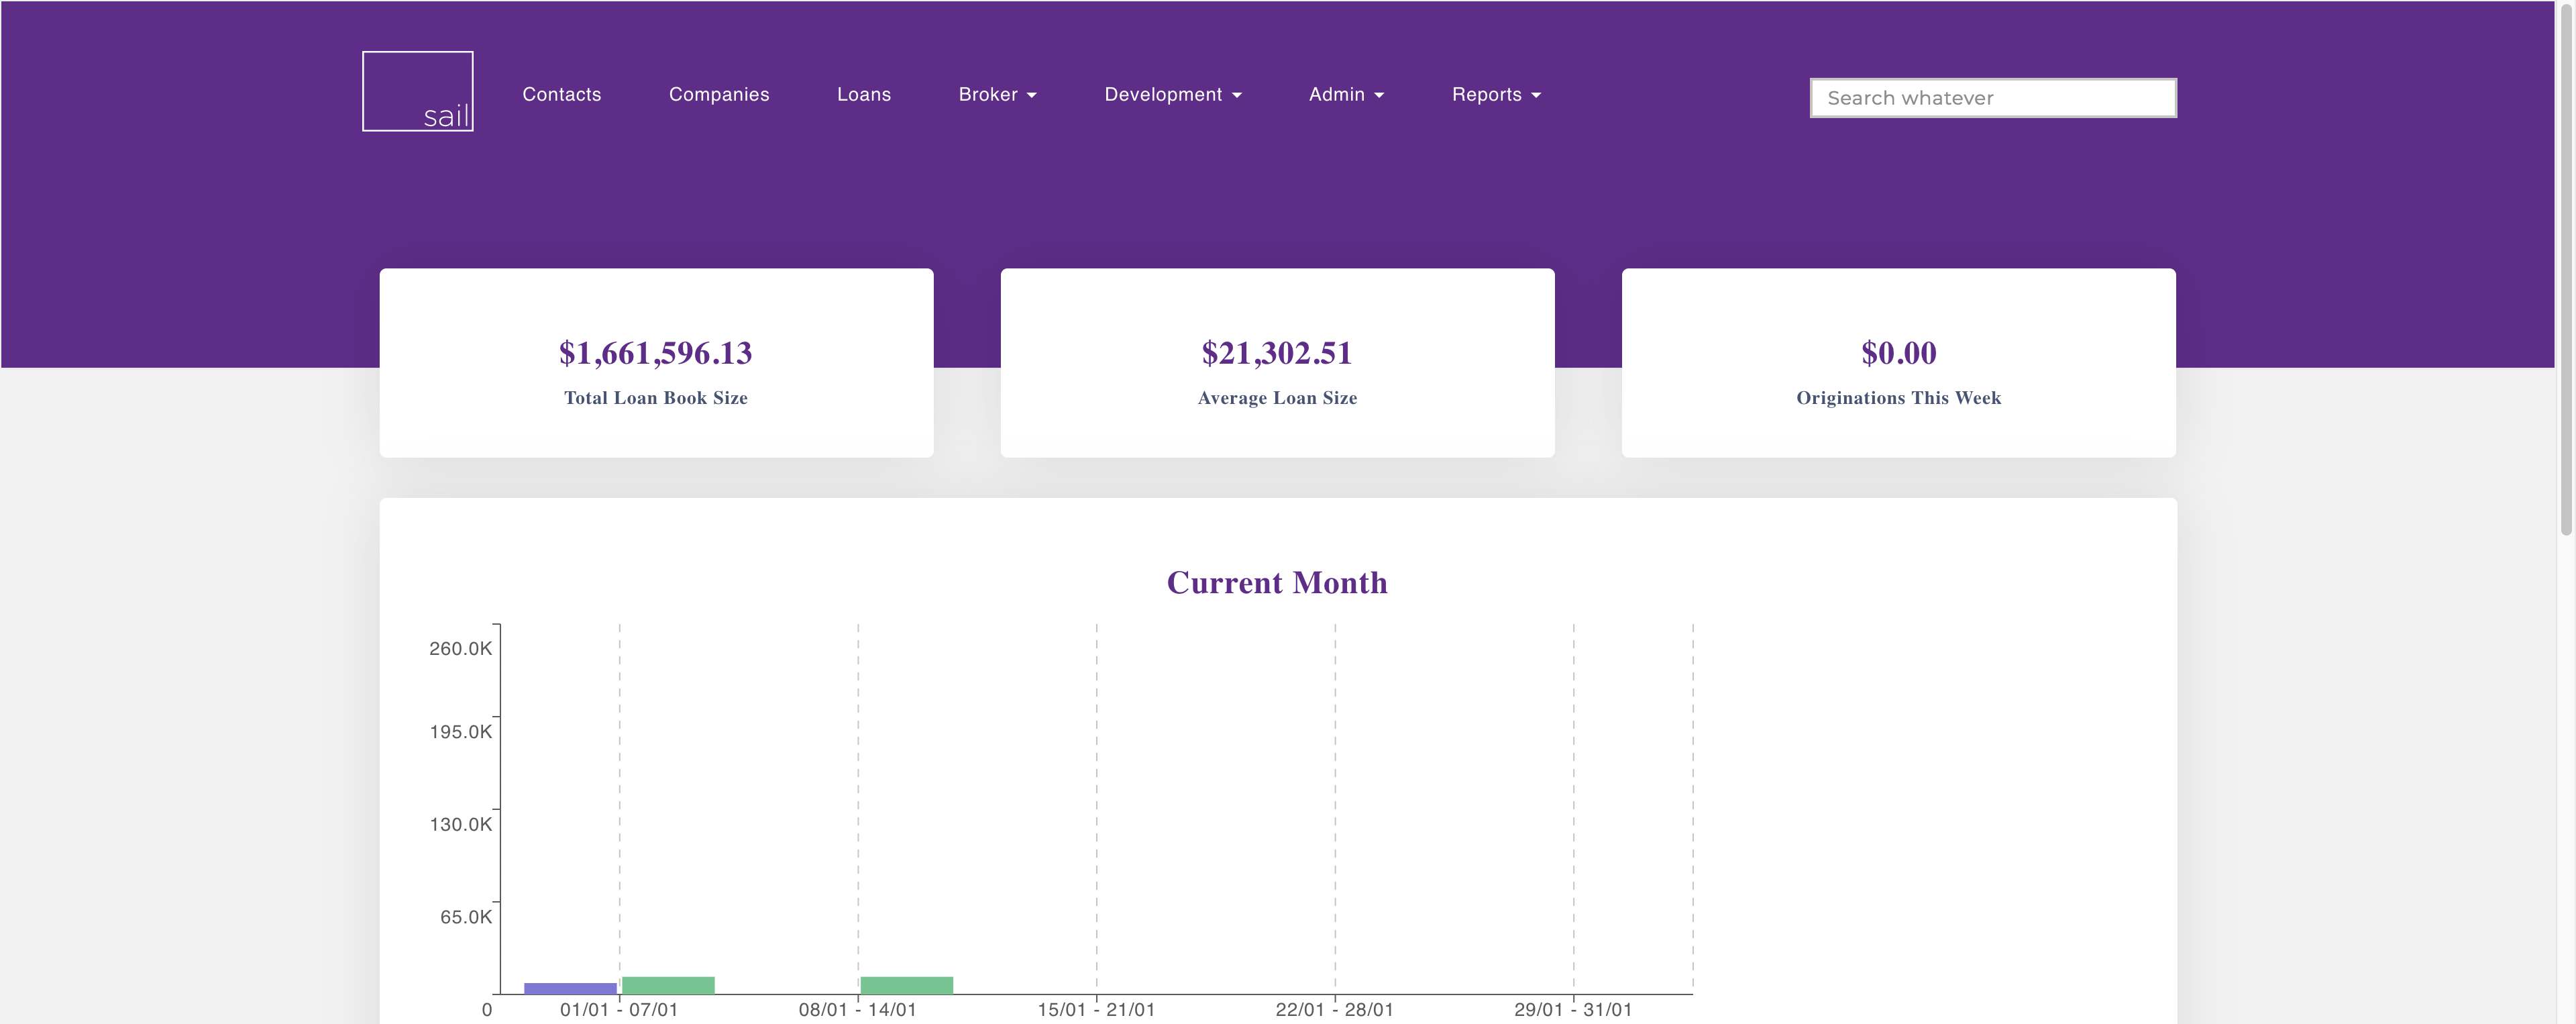 sail
Contacts Companies Loans Broker Development Admin Reports
Search whatever
$1,661,596.13
Total Loan Book Size
$21,302.51
Average Loan Size
$0.00
Originations This Week
Current Month
260.0K
195.0K
130.0K
65.0K
0
01/01 - 07/01 08/01 - 14/01 15/01 - 21/01 22/01 - 28/01 29/01 - 31/01